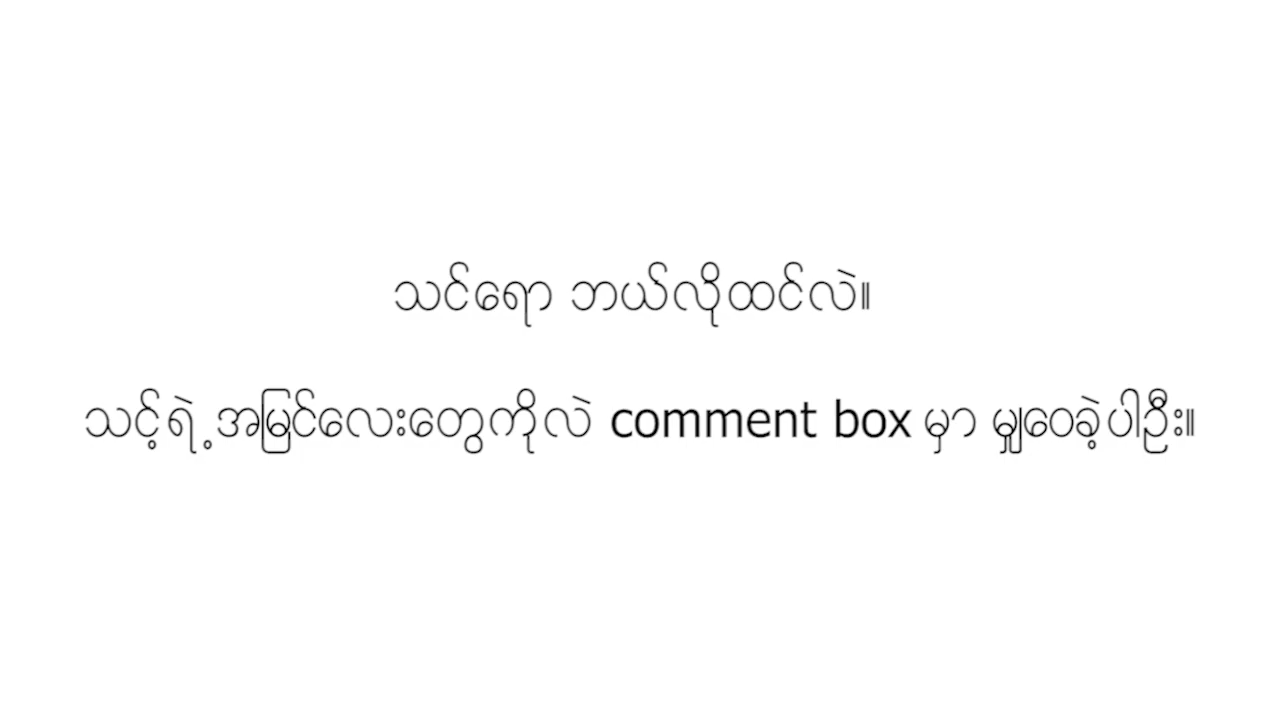 သင်ရော ဘယ်လိုထင်လဲ။
သင့်ရဲ့အမြင်လေးတွေကိုလဲ comment box မှာ မျှဝေခဲ့ပါဦး။